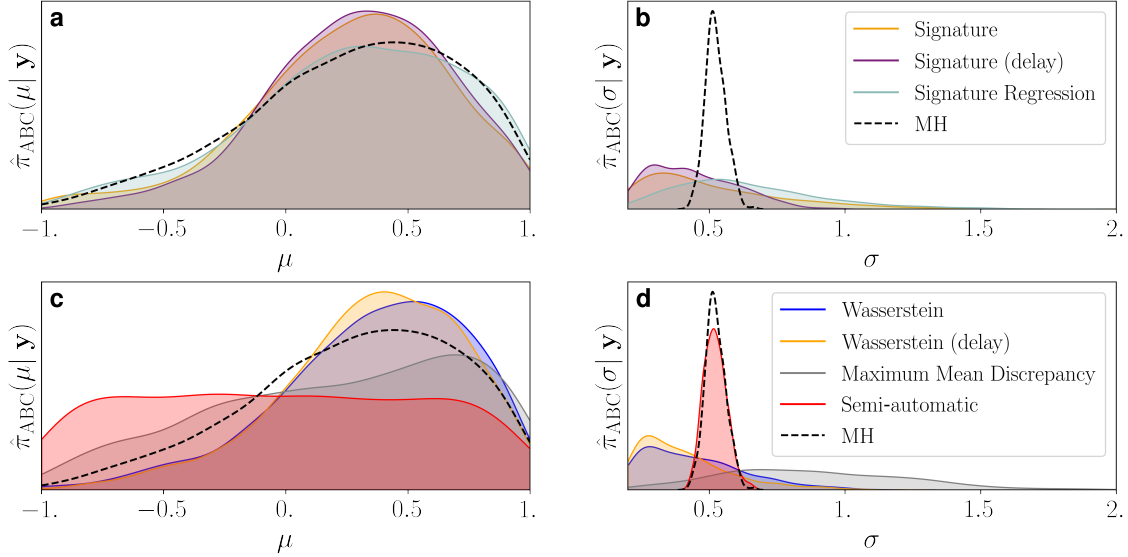 a
π̂ABC(μ | y)
−1. −0.5 0. 0.5 1.
μ
b
π̂ABC(σ | y)
Signature
Signature (delay)
Signature Regression
MH
0.5 1.0 1.5 2.
σ
c
π̂ABC(μ | y)
−1. −0.5 0. 0.5 1.
μ
d
π̂ABC(σ | y)
Wasserstein
Wasserstein (delay)
Maximum Mean Discrepancy
Semi-automatic
MH
0.5 1.0 1.5 2.
σ